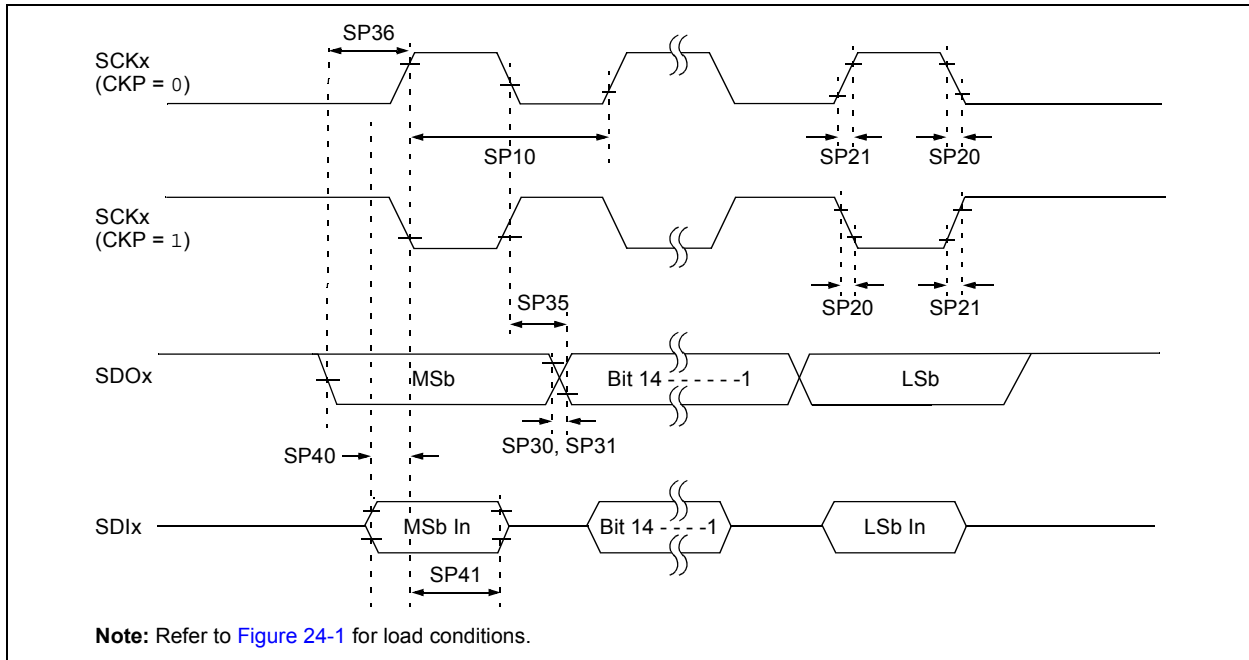 SP36
SCKx
(CKP = 0)
SP10
SP21
SP20
SCKx
(CKP = 1)
SP35
SP20
SP21
SDOx
MSb
Bit 14 - - - - - -1
LSb
SP30, SP31
SP40
SDIx
MSb In
Bit 14 - - - -1
LSb In
SP41
Note: Refer to Figure 24-1 for load conditions.